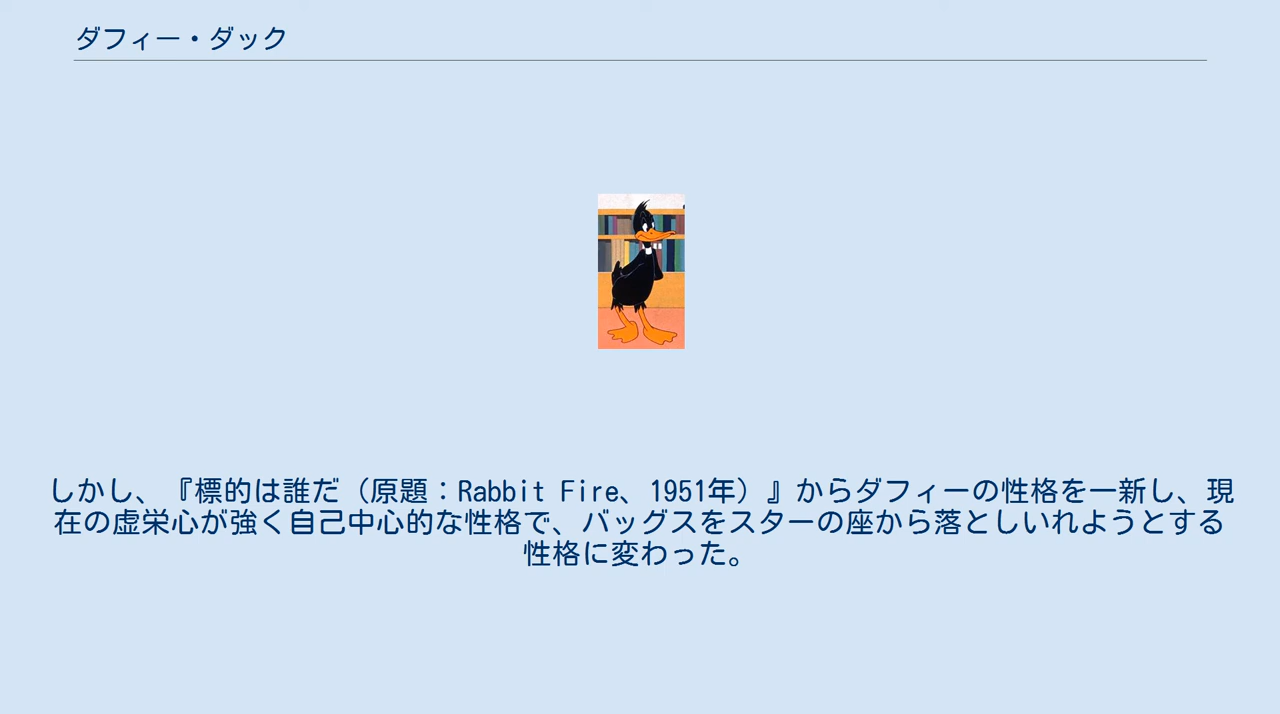 ダフィー・ダック
しかし、『標的は誰だ（原題：Rabbit Fire、1951年）』からダフィーの性格を一新し、現
在の虚栄心が強く自己中心的な性格で、バッグスをスターの座から落としいれようとする
性格に変わった。